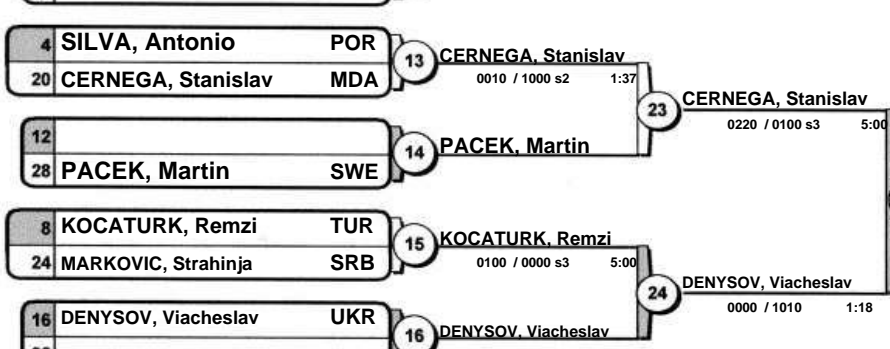 4 SILVA, Antonio POR
20 CERNEGA, Stanislav MDA
13
CERNEGA, Stanislav
0010 / 1000 s2 1:37
23
CERNEGA, Stanislav
0220 / 0100 s3 5:00
12
28 PACEK, Martin SWE
14
PACEK, Martin
8 KOCATURK, Remzi TUR
24 MARKOVIC, Strahinja SRB
15
KOCATURK, Remzi
0100 / 0000 s3 5:00
24
DENYSOV, Viacheslav
0000 / 1010 1:18
16 DENYSOV, Viacheslav UKR
16
DENYSOV, Viacheslav